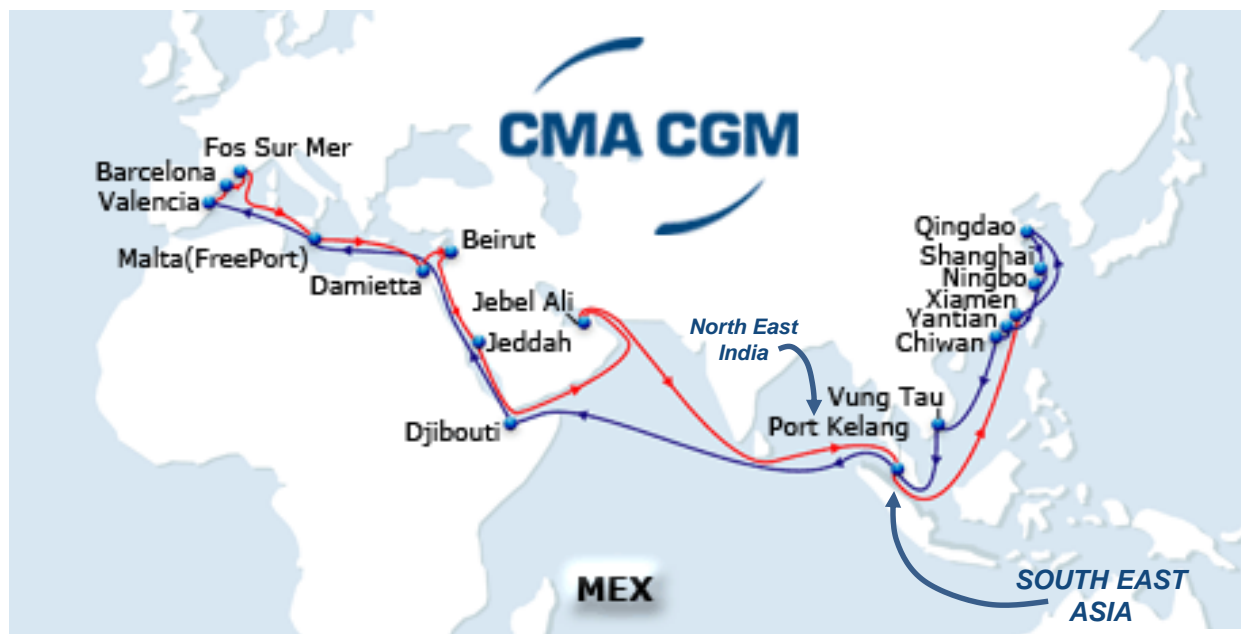 CMA CGM
Fos Sur Mer
Barcelona
Valencia
Malta(FreePort)
Damietta
Beirut
Jebel Ali
Jeddah
Djibouti
North East
India
Qingdao
Shanghai
Ningbo
Xiamen
Yantian
Chiwan
Vung Tau
Port Kelang
MEX
SOUTH EAST
ASIA